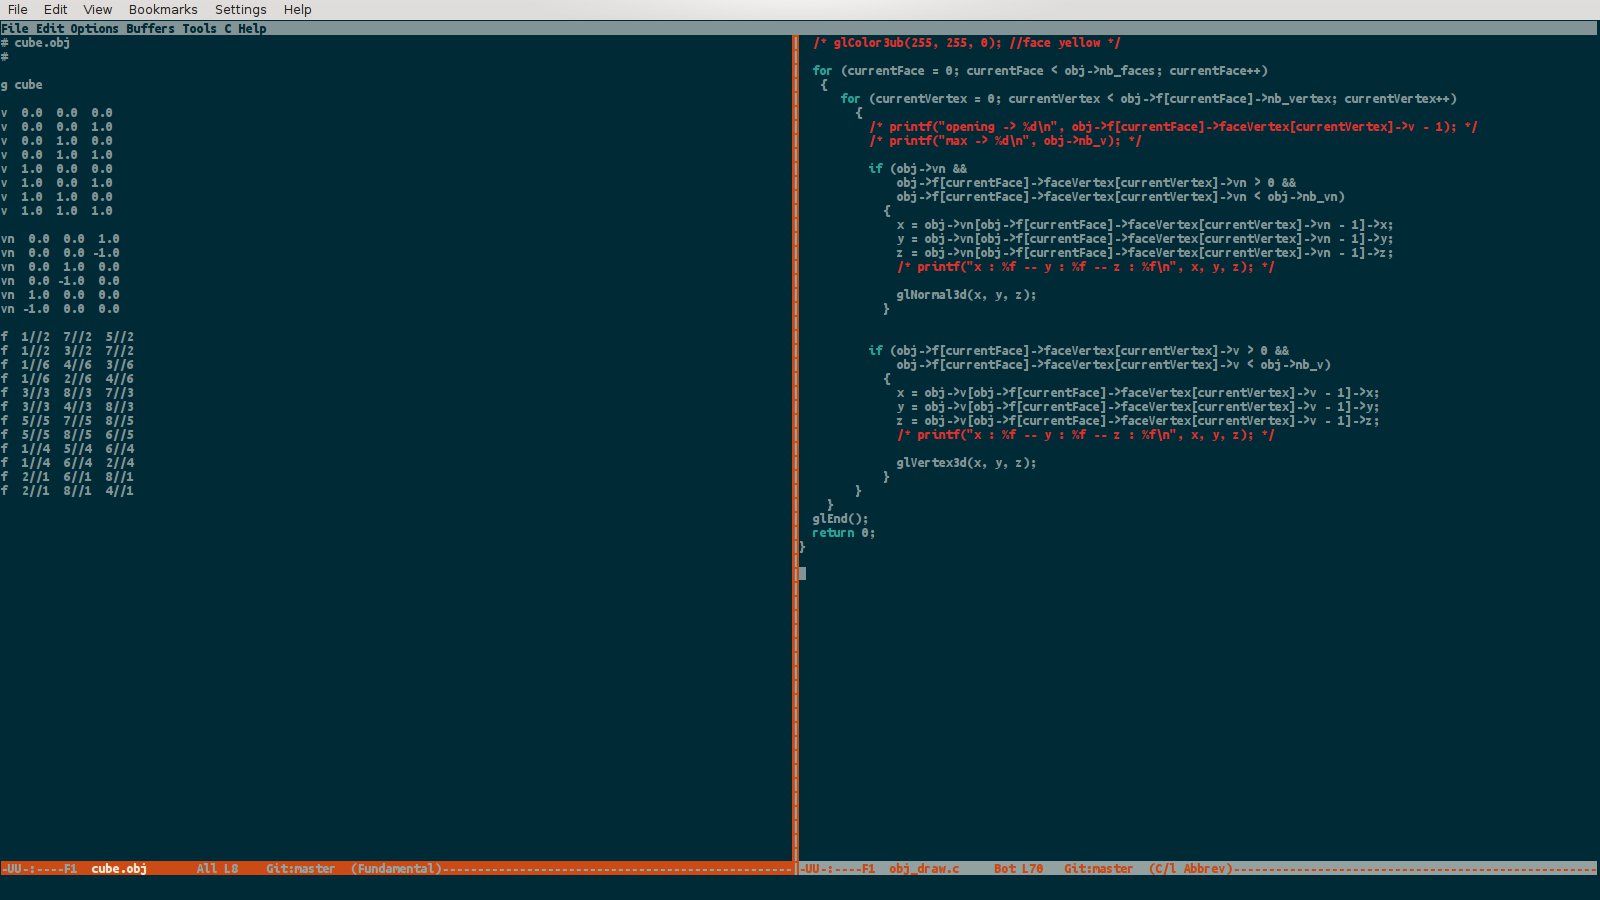 File Edit View Bookmarks Settings Help
File Edit Options Buffers Tools C Help
# cube.obj
#
g cube
v  0.0  0.0  0.0
v  0.0  0.0  1.0
v  0.0  1.0  0.0
v  0.0  1.0  1.0
v  1.0  0.0  0.0
v  1.0  0.0  1.0
v  1.0  1.0  0.0
v  1.0  1.0  1.0
vn  0.0  0.0  1.0
vn  0.0  0.0 -1.0
vn  0.0  1.0  0.0
vn  0.0 -1.0  0.0
vn  1.0  0.0  0.0
vn -1.0  0.0  0.0
f  1//2  7//2  5//2
f  1//2  3//2  7//2
f  1//6  4//6  3//6
f  1//6  2//6  4//6
f  3//3  8//3  7//3
f  3//3  4//3  8//3
f  5//5  7//5  8//5
f  5//5  8//5  6//5
f  1//4  5//4  6//4
f  1//4  6//4  2//4
f  2//1  6//1  8//1
f  2//1  8//1  4//1
-UU-:----F1  cube.obj       All L8    Git:master  (Fundamental)--------------------------------------------------
/* glColor3ub(255, 255, 0); //face yellow */
for (currentFace = 0; currentFace < obj->nb_faces; currentFace++)
{
for (currentVertex = 0; currentVertex < obj->f[currentFace]->nb_vertex; currentVertex++)
{
/* printf("opening -> %d\n", obj->f[currentFace]->faceVertex[currentVertex]->v - 1); */
/* printf("max -> %d\n", obj->nb_v); */
if (obj->vn &&
obj->f[currentFace]->faceVertex[currentVertex]->vn > 0 &&
obj->f[currentFace]->faceVertex[currentVertex]->vn < obj->nb_vn)
{
x = obj->vn[obj->f[currentFace]->faceVertex[currentVertex]->vn - 1]->x;
y = obj->vn[obj->f[currentFace]->faceVertex[currentVertex]->vn - 1]->y;
z = obj->vn[obj->f[currentFace]->faceVertex[currentVertex]->vn - 1]->z;
/* printf("x : %f -- y : %f -- z : %f\n", x, y, z); */
glNormal3d(x, y, z);
}
if (obj->f[currentFace]->faceVertex[currentVertex]->v > 0 &&
obj->f[currentFace]->faceVertex[currentVertex]->v < obj->nb_v)
{
x = obj->v[obj->f[currentFace]->faceVertex[currentVertex]->v - 1]->x;
y = obj->v[obj->f[currentFace]->faceVertex[currentVertex]->v - 1]->y;
z = obj->v[obj->f[currentFace]->faceVertex[currentVertex]->v - 1]->z;
/* printf("x : %f -- y : %f -- z : %f\n", x, y, z); */
glVertex3d(x, y, z);
}
}
}
glEnd();
return 0;
}
-UU-:----F1  obj_draw.c     Bot L70   Git:master  (C/l Abbrev)----------------------------------------------------